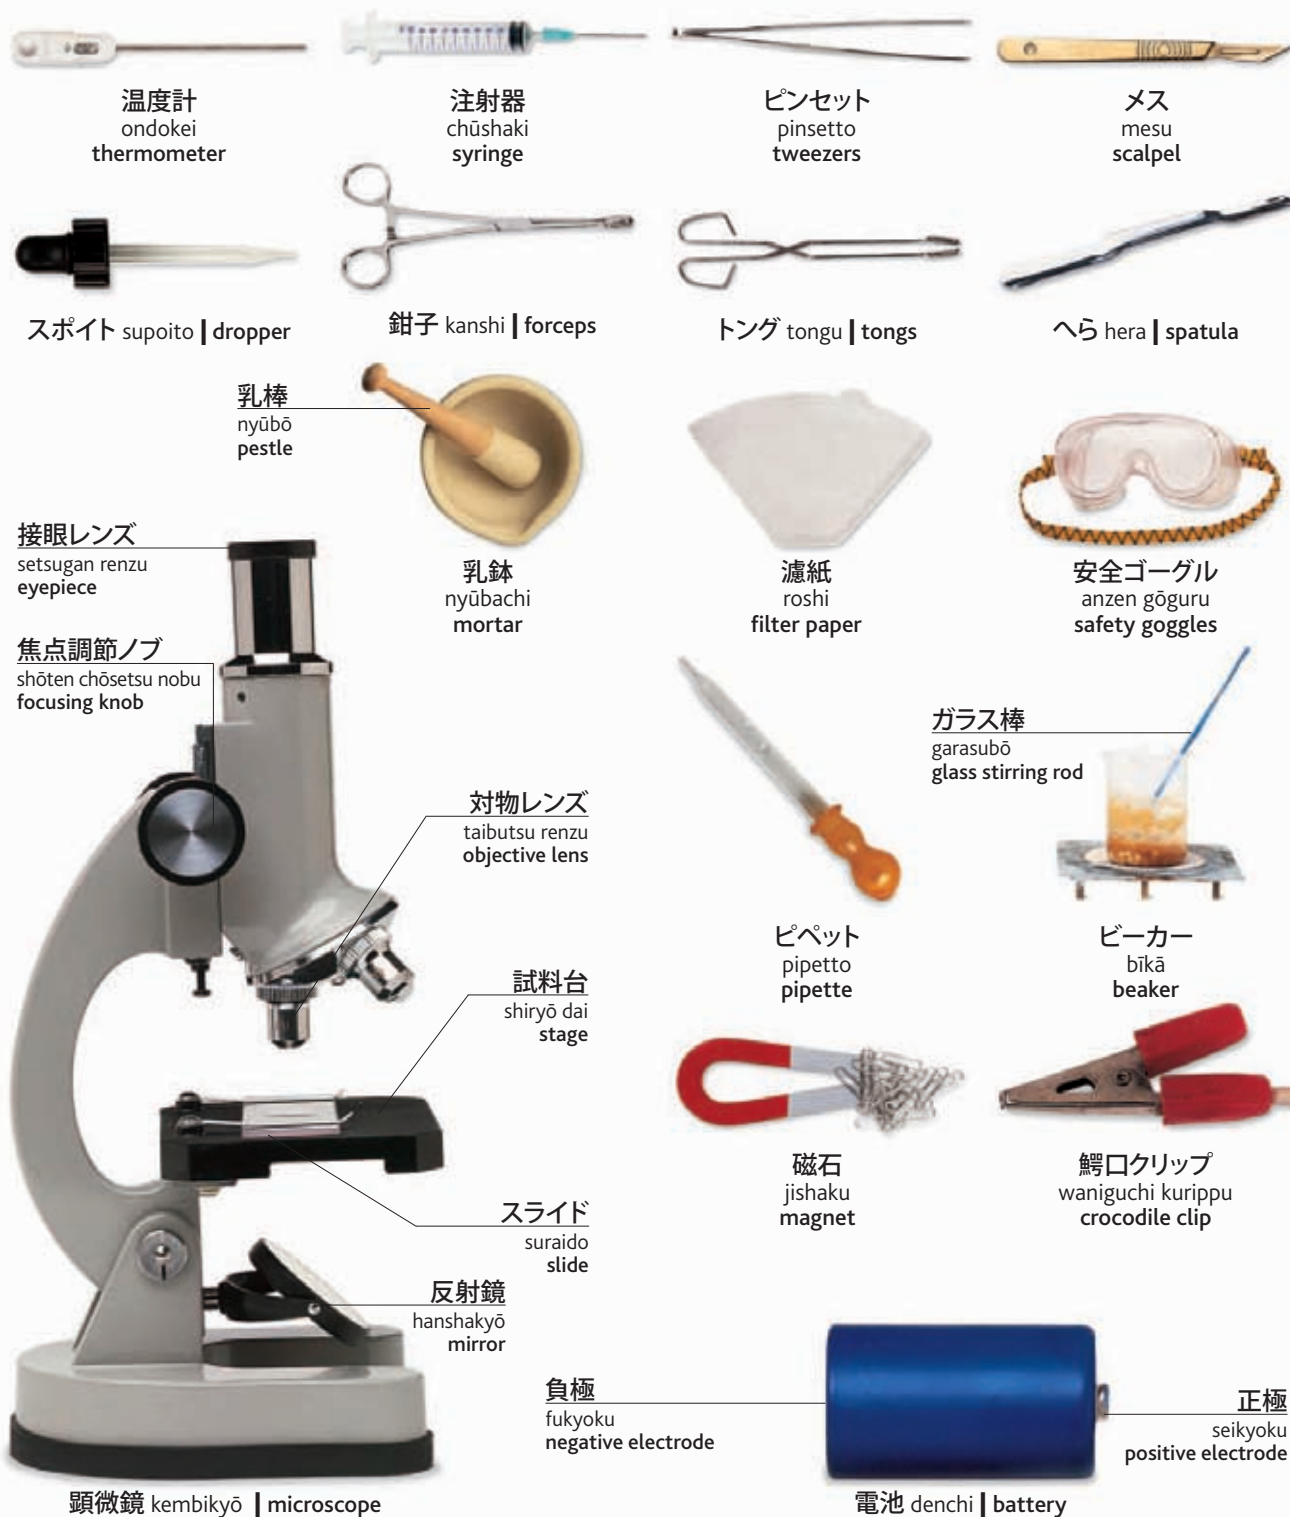 温度計
ondokei
thermometer
注射器
chūshaki
syringe
ピンセット
pinsetto
tweezers
メス
mesu
scalpel
スポイト supoito | dropper
鉗子 kanshi | forceps
トング tongu | tongs
へら hera | spatula
乳棒
nyūbō
pestle
乳鉢
nyūbachi
mortar
濾紙
roshi
filter paper
安全ゴーグル
anzen gōguru
safety goggles
接眼レンズ
setsugan renzu
eyepiece
焦点調節ノブ
shōten chōsetsu nobu
focusing knob
対物レンズ
taibutsu renzu
objective lens
試料台
shiryō dai
stage
スライド
suraido
slide
反射鏡
hanshakyō
mirror
顕微鏡 kembikyō | microscope
ピペット
pipetto
pipette
ガラス棒
garasubō
glass stirring rod
ビーカー
bīkā
beaker
磁石
jishaku
magnet
鰐口クリップ
waniguchi kurippu
crocodile clip
負極
fukyoku
negative electrode
正極
seikyoku
positive electrode
電池 denchi | battery